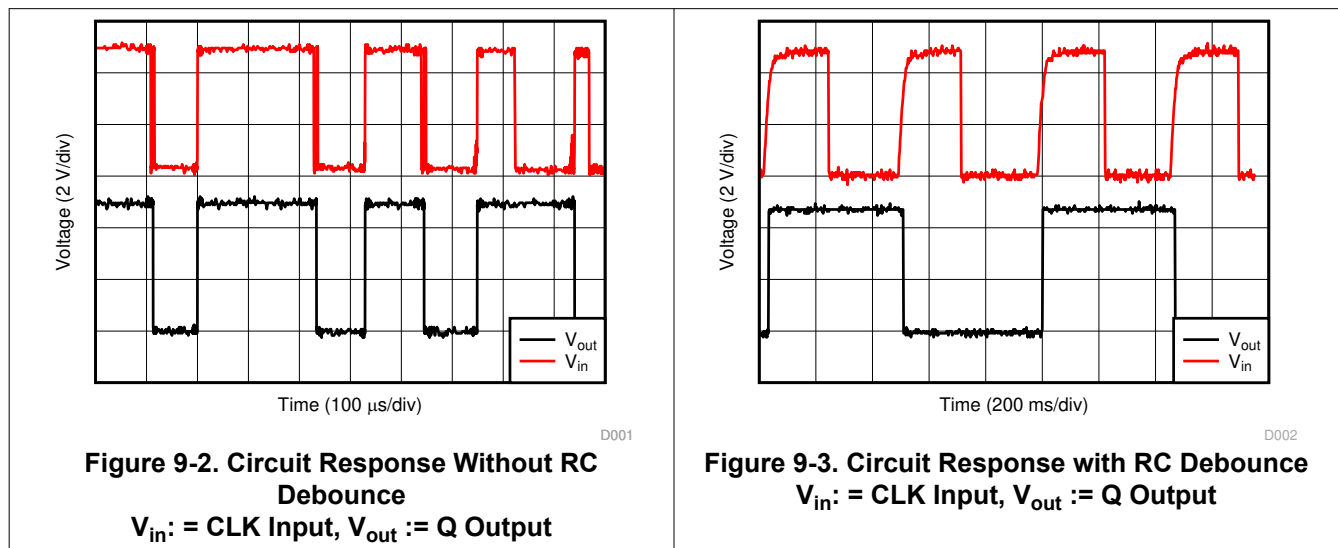 Voltage (2 V/div)
Vout
Vin
Time (100 μs/div)
D001
Figure 9-2. Circuit Response Without RC
Debounce
Vin: = CLK Input, Vout := Q Output
Voltage (2 V/div)
Vout
Vin
Time (200 ms/div)
D002
Figure 9-3. Circuit Response with RC Debounce
Vin: = CLK Input, Vout := Q Output